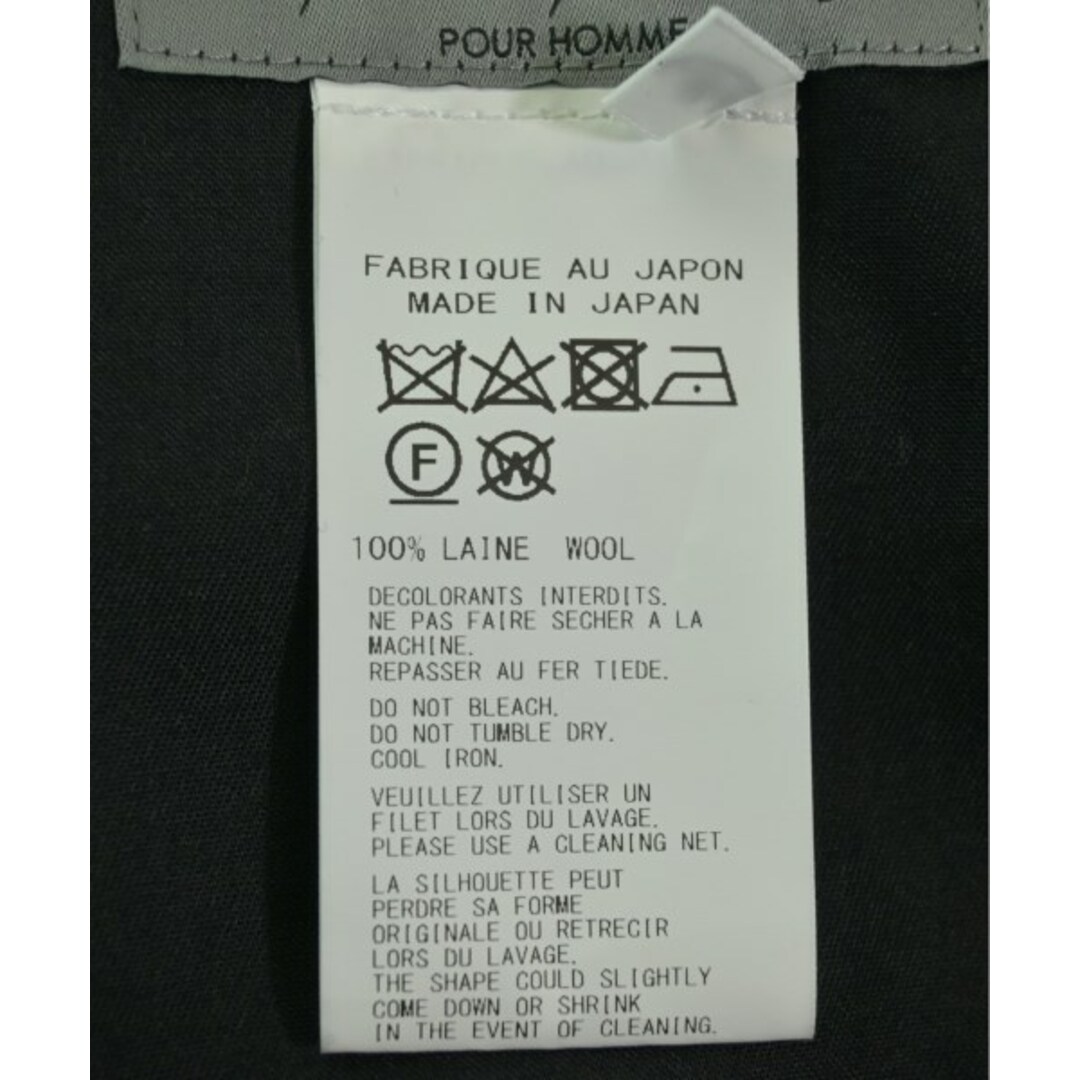 POUR HOMME
FABRIQUE AU JAPON
MADE IN JAPAN
F W
100% LAINE WOOL
DECOLORANTS INTERDITS.
NE PAS FAIRE SECHER A LA
MACHINE.
REPASSER AU FER TIEDE.
DO NOT BLEACH.
DO NOT TUMBLE DRY.
COOL IRON.
VEUILLEZ UTILISER UN
FILET LORS DU LAVAGE.
PLEASE USE A CLEANING NET.
LA SILHOUETTE PEUT
PERDRE SA FORME
ORIGINALE OU RETRECIR
LORS DU LAVAGE.
THE SHAPE COULD SLIGHTLY
COME DOWN OR SHRINK
IN THE EVENT OF CLEANING.